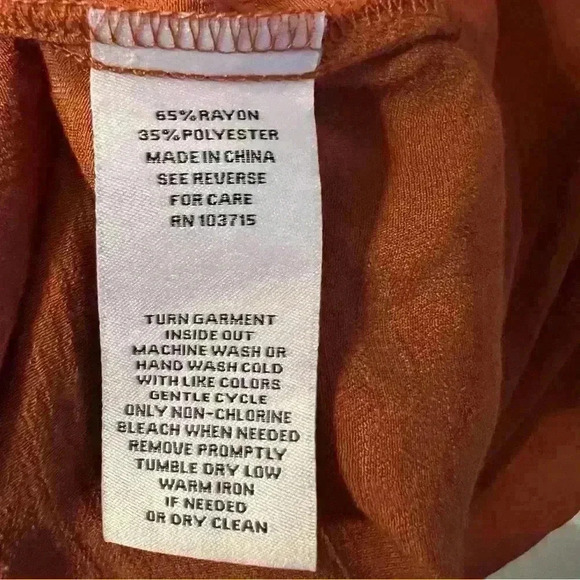 65% RAYON
35% POLYESTER
MADE IN CHINA
SEE REVERSE
FOR CARE
RN 103715
TURN GARMENT
INSIDE OUT
MACHINE WASH OR
HAND WASH COLD
WITH LIKE COLORS
GENTLE CYCLE
ONLY NON-CHLORINE
BLEACH WHEN NEEDED
REMOVE PROMPTLY
TUMBLE DRY LOW
WARM IRON
IF NEEDED
OR DRY CLEAN